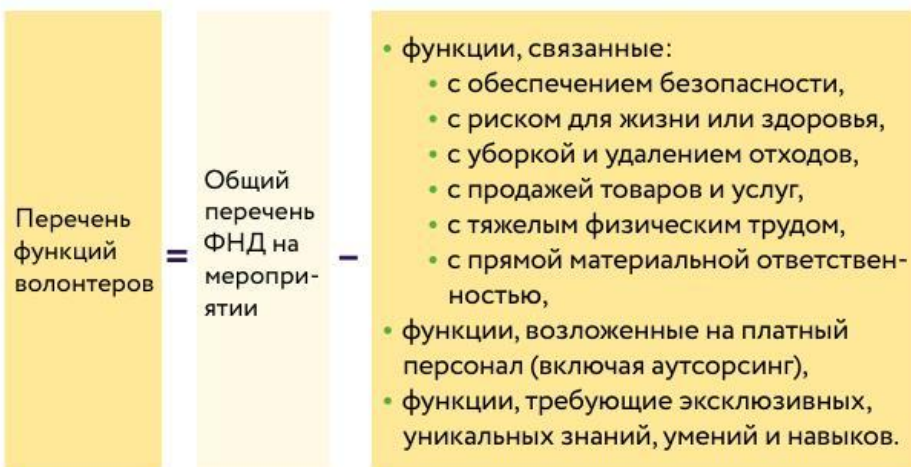 Перечень
функций
волонтеров
=
Общий
перечень
ФНД на
меропри-
ятии
–
• функции, связанные:
• с обеспечением безопасности,
• с риском для жизни или здоровья,
• с уборкой и удалением отходов,
• с продажей товаров и услуг,
• с тяжелым физическим трудом,
• с прямой материальной ответствен-
ностью,
• функции, возложенные на платный
персонал (включая аутсорсинг),
• функции, требующие эксклюзивных,
уникальных знаний, умений и навыков.